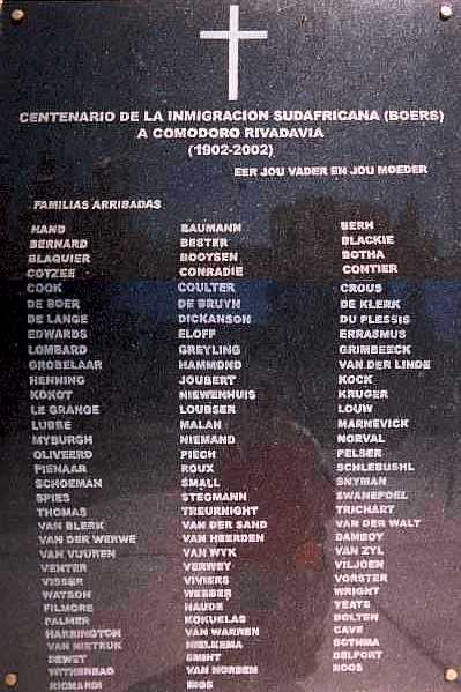 CENTENARIO DE LA INMIGRACION SUDAFRICANA (BOERS)
A COMODORO RIVADAVIA
(1902-2002)
EER JOU VADER EN JOU MOEDER
FAMILIAS ARRIBADAS
BAUMANN BERH
BERNARD BESTER BLACKIE
BLAQUIER BOOYSEN BOTHA
COTZEE CONRADIE CONTIER
COOK COULTER CROUS
DE BOER DE BRUYN DE KLERK
DE LANGE DICKANSON DU PLESSIS
EDWARDS ELOFF ERRASMUS
LOMBARD GREYLING GRIMBEECK
GROBELAAR HAMMOND VAN DER LINDE
HENNING JOUBERT KOCK
KOKOT NIEWENHUIS KRUGER
LE GRANGE LOUBSER LOUW
LUBBE MALAN MARNEVICK
MYBURGH NIEMAND NORVAL
OLIVEERD PIECH PELSER
PIENAAR ROUX SCHLEBUSHL
SCHOEMAN SMALL SNYMAN
SPIES STEGMANN SWANEPOEL
THOMAS TREURNIGHT TRICHART
VAN BLERK VAN DER SAND VAN DER WALT
VAN DER WERWE VAN HEERDEN DAMBOY
VAN VUUREN VAN WYK VAN ZYL
VENTER VERWEY VILJOEN
VISSER VIVIERS VORSTER
WATSON WEBBER WRIGHT
FILMORE NAUDE YEATS
PALMER KOKUELAS BOLTEN
HARRINGTON VAN WARREN CAVE
VAN NIETRUK MELKEMA BOTHMA
DEWET BRENT DELPORT
WITHERBAD VAN NORDEN ROOS